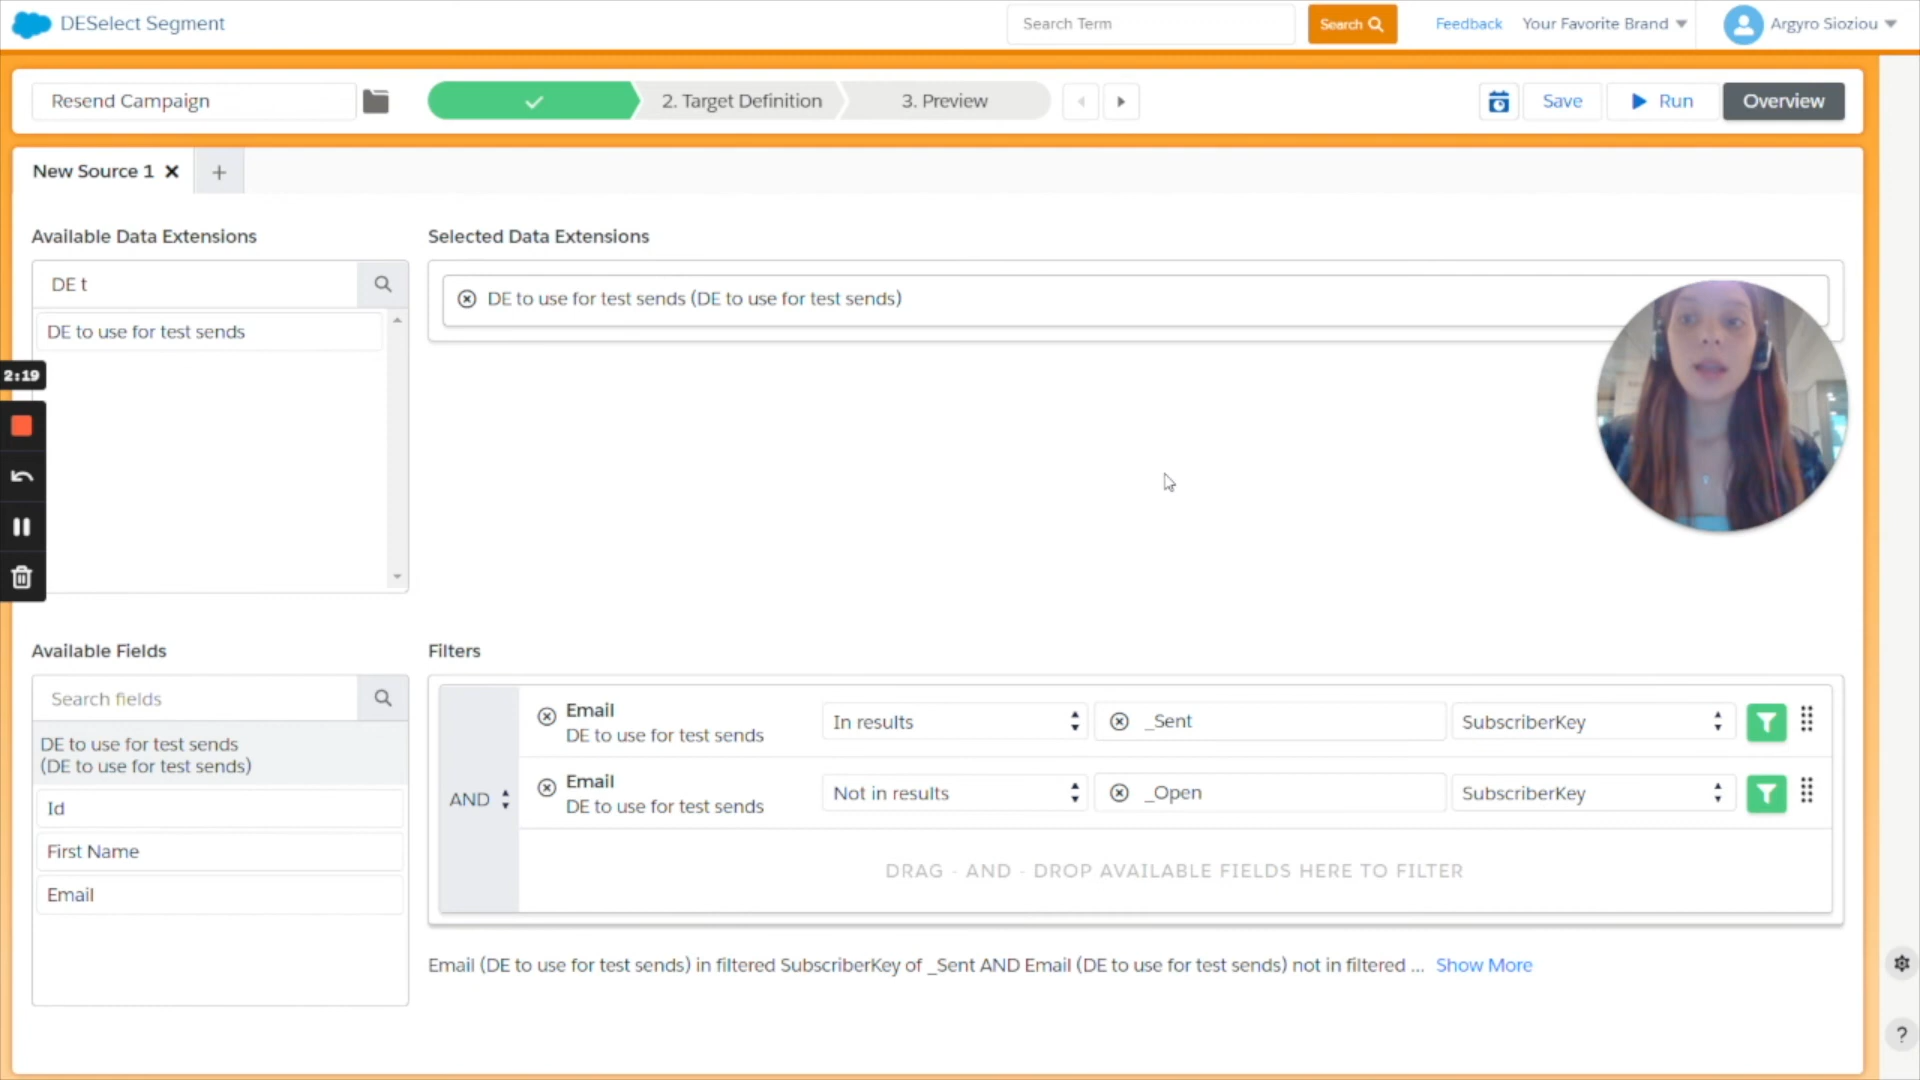 DESelect Segment
Search Term
Search
Feedback
Your Favorite Brand
Argyro Sioziou
Resend Campaign
2. Target Definition
3. Preview
Save
Run
Overview
New Source 1
+
Available Data Extensions
Selected Data Extensions
DE t
DE to use for test sends (DE to use for test sends)
DE to use for test sends
2:19
Available Fields
Filters
Search fields
DE to use for test sends
(DE to use for test sends)
Id
First Name
Email
AND
Email
DE to use for test sends
In results
_Sent
SubscriberKey
Email
DE to use for test sends
Not in results
_Open
SubscriberKey
DRAG - AND - DROP AVAILABLE FIELDS HERE TO FILTER
Email (DE to use for test sends) in filtered SubscriberKey of _Sent AND Email (DE to use for test sends) not in filtered ... Show More
?